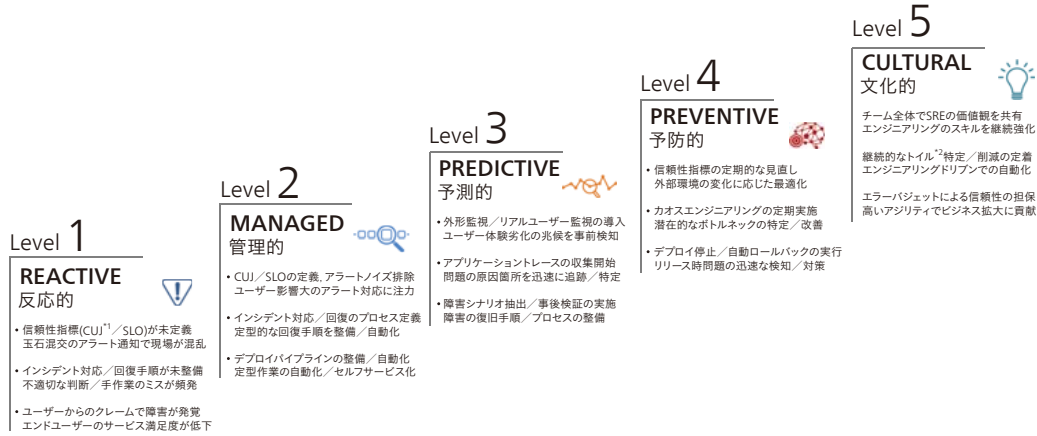 Level 1
REACTIVE
反応的
• 信頼性指標(CUJ*1／SLO)が未定義
玉石混交のアラート通知で現場が混乱
• インシデント対応／回復手順が未整備
不適切な判断／手作業のミスが頻発
• ユーザーからのクレームで障害が発覚
エンドユーザーのサービス満足度が低下
Level 2
MANAGED
管理的
• CUJ／SLOの定義, アラートノイズ排除
ユーザー影響大のアラート対応に注力
• インシデント対応／回復のプロセス定義
定型的な回復手順を整備／自動化
• デプロイパイプラインの整備／自動化
定型作業の自動化／セルフサービス化
Level 3
PREDICTIVE
予測的
• 外形監視／リアルユーザー監視の導入
ユーザー体験劣化の兆候を事前検知
• アプリケーショントレースの収集開始
問題の原因箇所を迅速に追跡／特定
• 障害シナリオ抽出／事後検証の実施
障害の復旧手順／プロセスの整備
Level 4
PREVENTIVE
予防的
• 信頼性指標の定期的な見直し
外部環境の変化に応じた最適化
• カオスエンジニアリングの定期実施
潜在的なボトルネックの特定／改善
• デプロイ停止／自動ロールバックの実行
リリース時問題の迅速な検知／対策
Level 5
CULTURAL
文化的
チーム全体でSREの価値観を共有
エンジニアリングのスキルを継続強化
継続的なトイル*2特定／削減の定着
エンジニアリングドリブンでの自動化
エラーバジェットによる信頼性の担保
高いアジリティでビジネス拡大に貢献